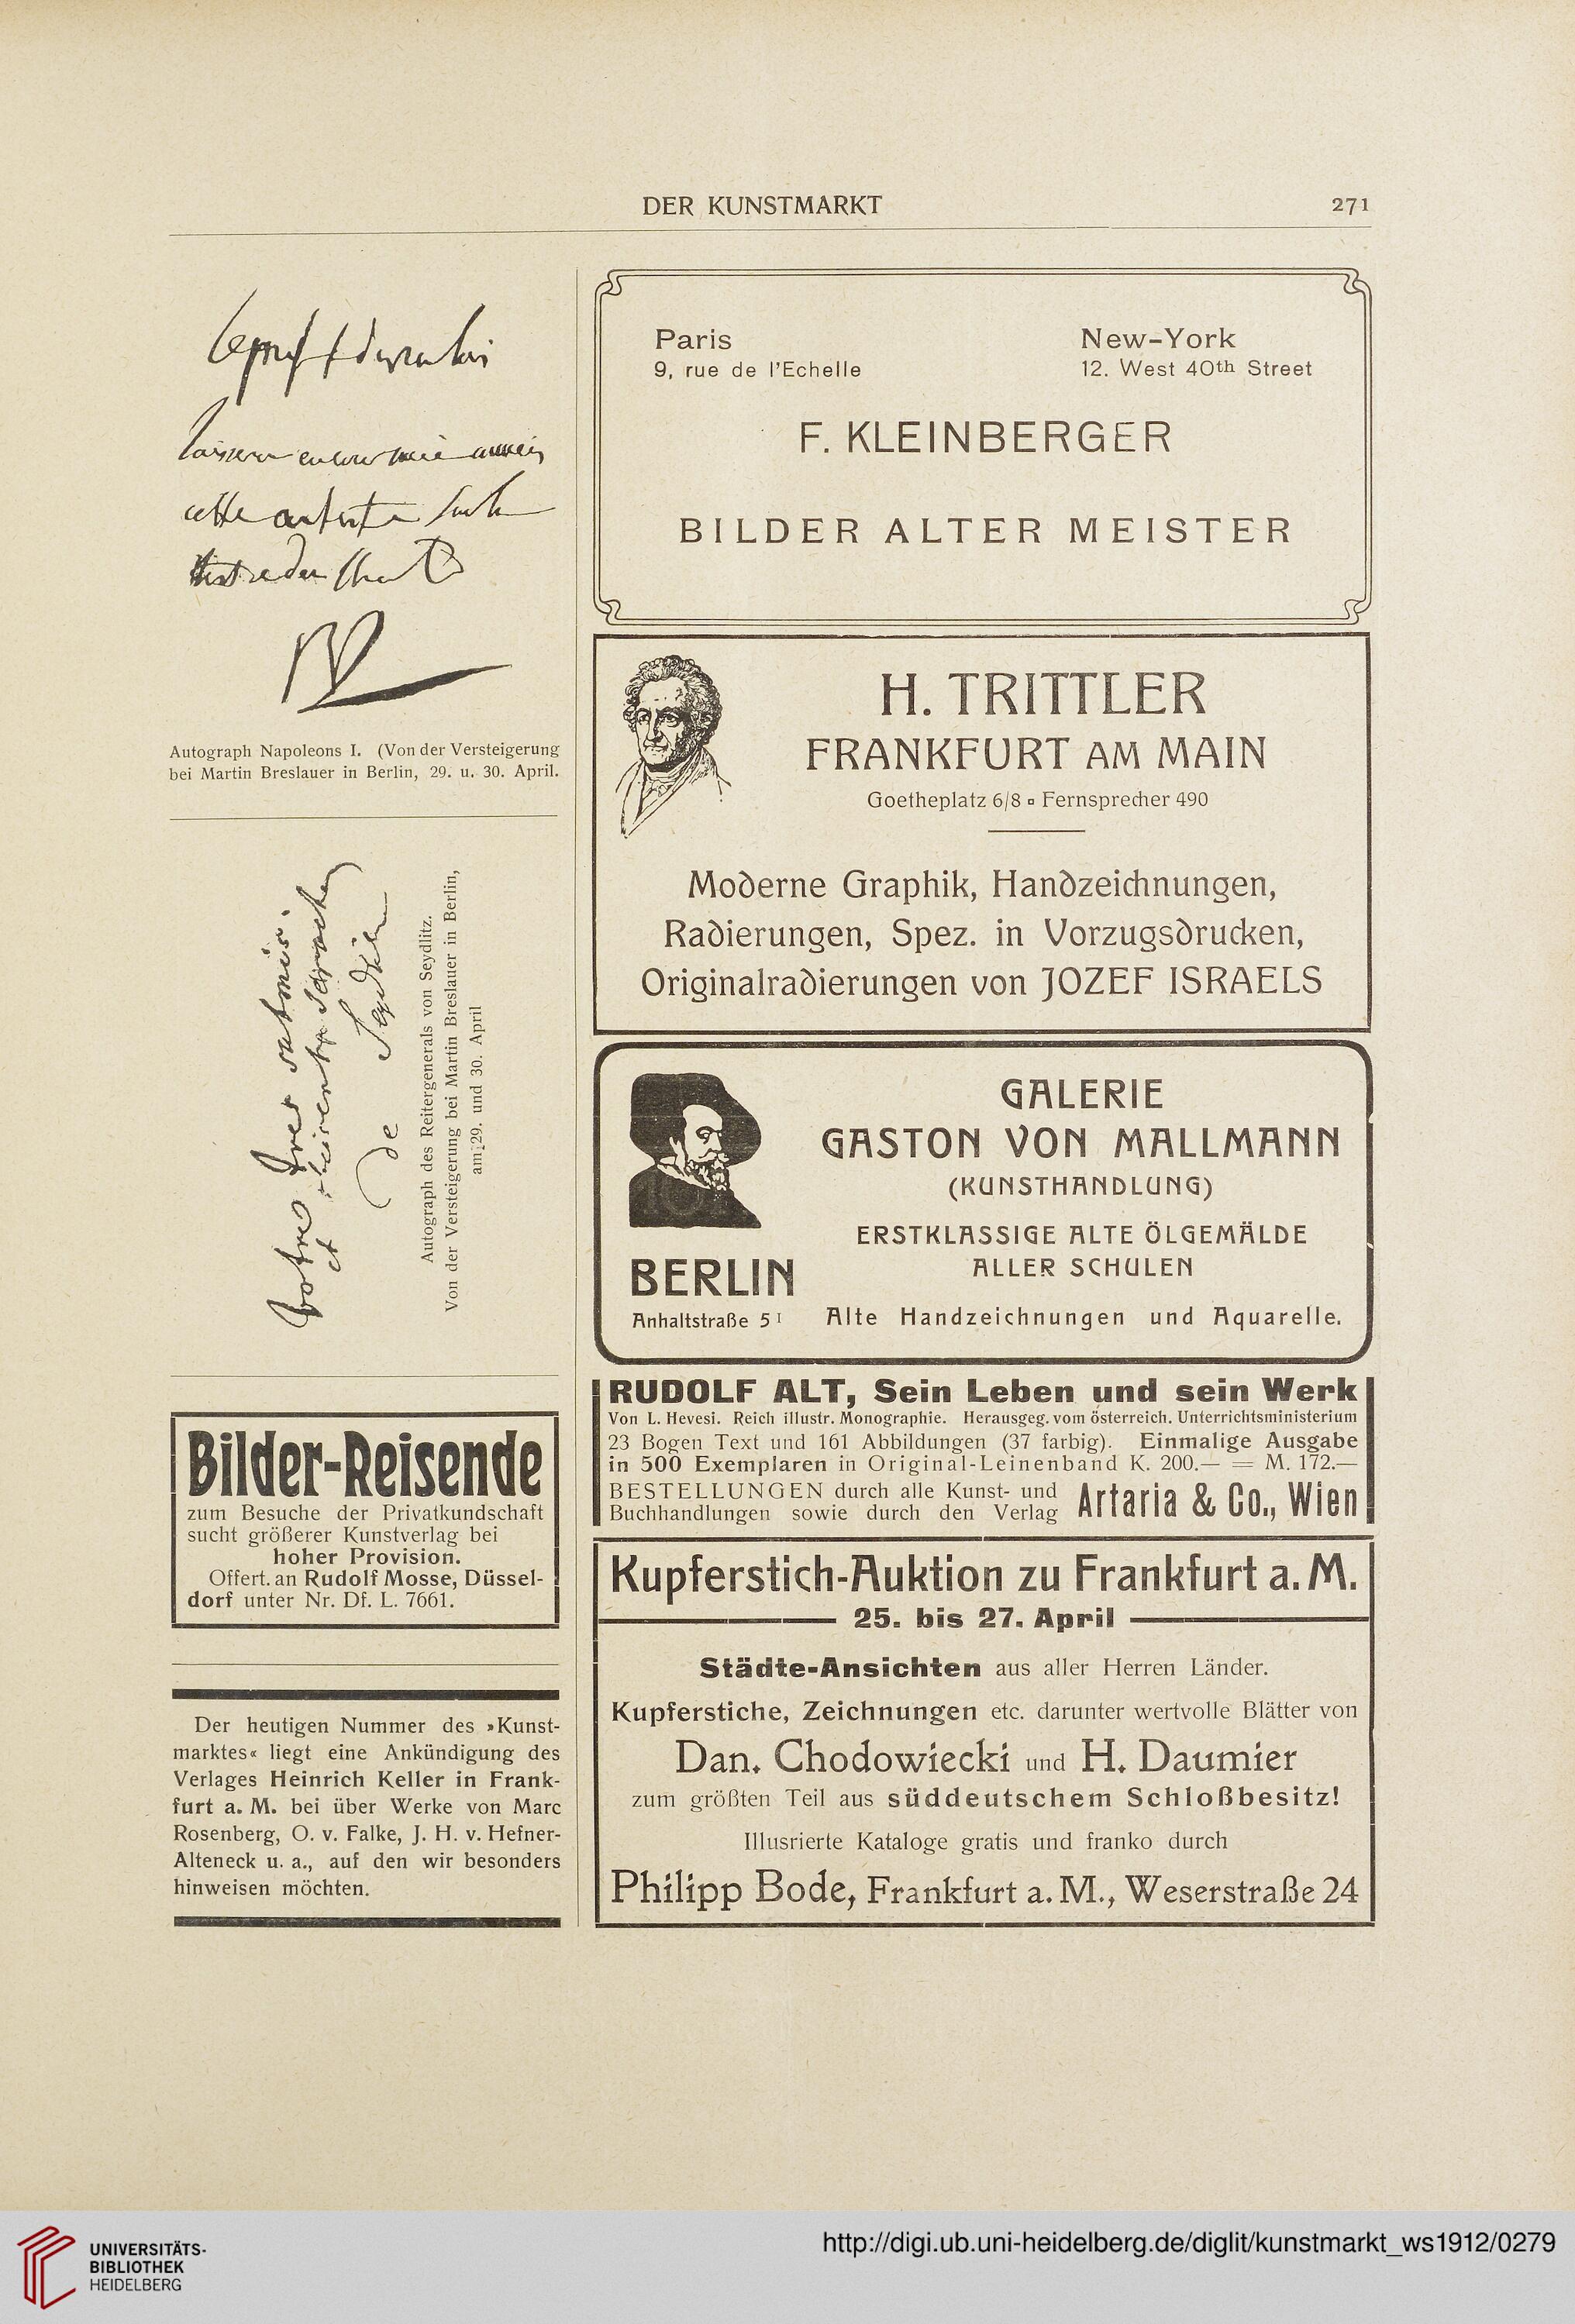 DER KUNSTMARKT
271
Autograph Napoleons I. (Von der Versteigerung
bei Martin Breslauer in Berlin, 29. u. 30. April.
votre tres
et
de Seydlitz
Autograph des Reitergenerals von Seydlitz.
Von der Versteigerung bei Martin Breslauer in Berlin,
am 29. und 30. April
Bilder-Reisende
zum Besuche der Privatkundschaft
sucht größerer Kunstverlag bei
hoher Provision.
Offert. an Rudolf Mosse, Düssel-
dorf unter Nr. Df. L. 7661.
Der heutigen Nummer des »Kunst-
marktes« liegt eine Ankündigung des
Verlages Heinrich Keller in Frank-
furt a. M. bei über Werke von Marc
Rosenberg, O. v. Falke, J. H. v. Hefner-
Alteneck u. a., auf den wir besonders
hinweisen möchten.
Paris
9, rue de l'Echelle
New-York
12. West 40th Street
F. KLEINBERGER
BILDER ALTER MEISTER
H. TRITTLER
FRANKFURT AM MAIN
Goetheplatz 6/8 ▫ Fernsprecher 490
Moderne Graphik, Handzeichnungen,
Radierungen, Spez. in Vorzugsdrucken,
Originalradierungen von JOZEF ISRAELS
GALERIE
GASTON VON MALLMANN
(KUNSTHANDLUNG)
ERSTKLASSIGE ALTE ÖLGEMÄLDE
ALLER SCHULEN
BERLIN
Anhaltstraße 5 I
Alte Handzeichnungen und Aquarelle.
RUDOLF ALT, Sein Leben und sein Werk
Von L. Hevesi. Reich illustr. Monographie. Herausgeg. vom österreich. Unterrichtsministerium
23 Bogen Text und 161 Abbildungen (37 farbig). Einmalige Ausgabe
in 500 Exemplaren in Original-Leinenband K. 200.— = M. 172.—
BESTELLUNGEN durch alle Kunst- und
Buchhandlungen sowie durch den Verlag
Artaria & Co., Wien
Kupferstich-Auktion zu Frankfurt a. M.
25. bis 27. April
Städte-Ansichten aus aller Herren Länder.
Kupferstiche, Zeichnungen etc. darunter wertvolle Blätter von
Dan. Chodowiecki und H. Daumier
zum größten Teil aus süddeutschem Schloßbesitz!
Illusrierte Kataloge gratis und franko durch
Philipp Bode, Frankfurt a. M., Weserstraße 24
UNIVERSITÄTS-
BIBLIOTHEK
HEIDELBERG
http://digi.ub.uni-heidelberg.de/diglit/kunstmarkt_ws1912/0279